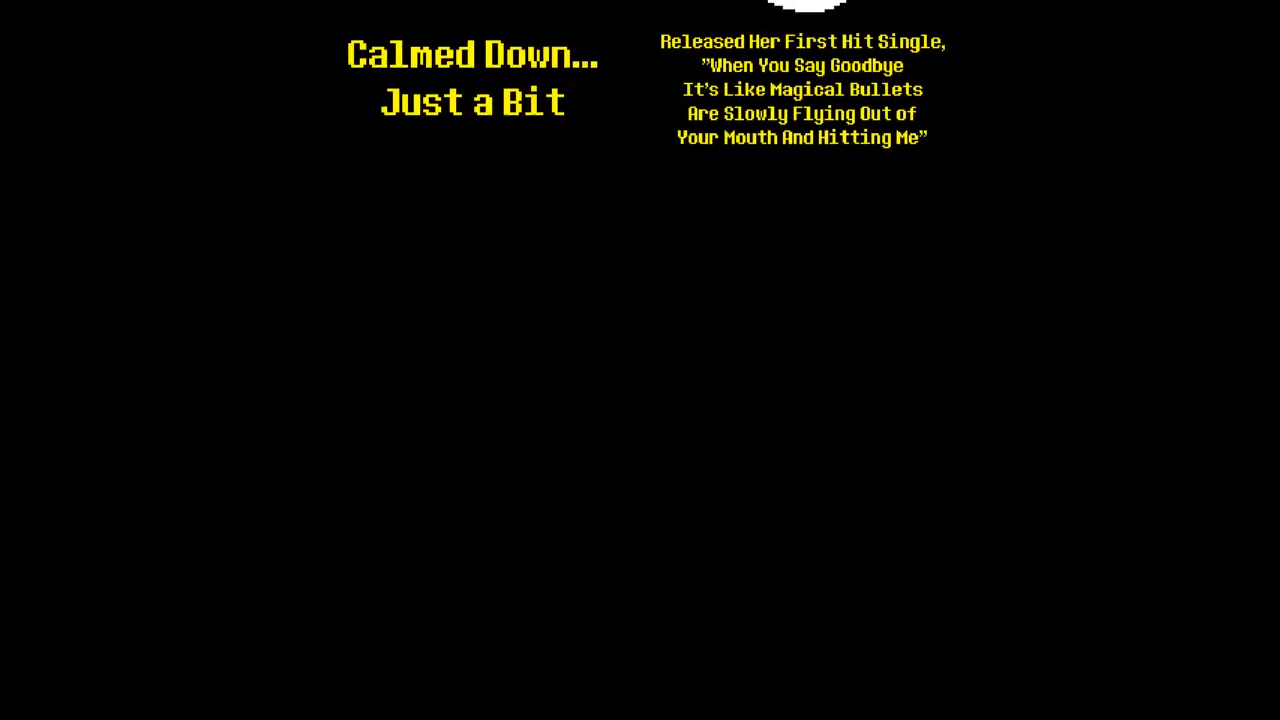 Calmed Down...
Just a Bit
Released Her First Hit Single,
”When You Say Goodbye
It’s Like Magical Bullets
Are Slowly Flying Out of
Your Mouth And Hitting Me”